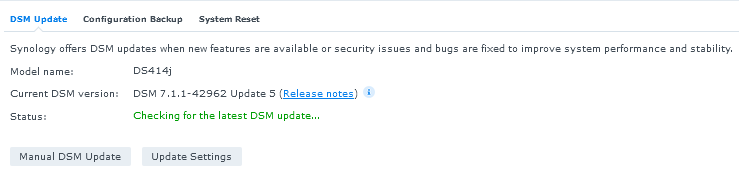 DSM Update Configuration Backup System Reset
Synology offers DSM updates when new features are available or security issues and bugs are fixed to improve system performance and stability.
Model name: DS414j
Current DSM version: DSM 7.1.1-42962 Update 5 (Release notes) i
Status: Checking for the latest DSM update...
Manual DSM Update Update Settings